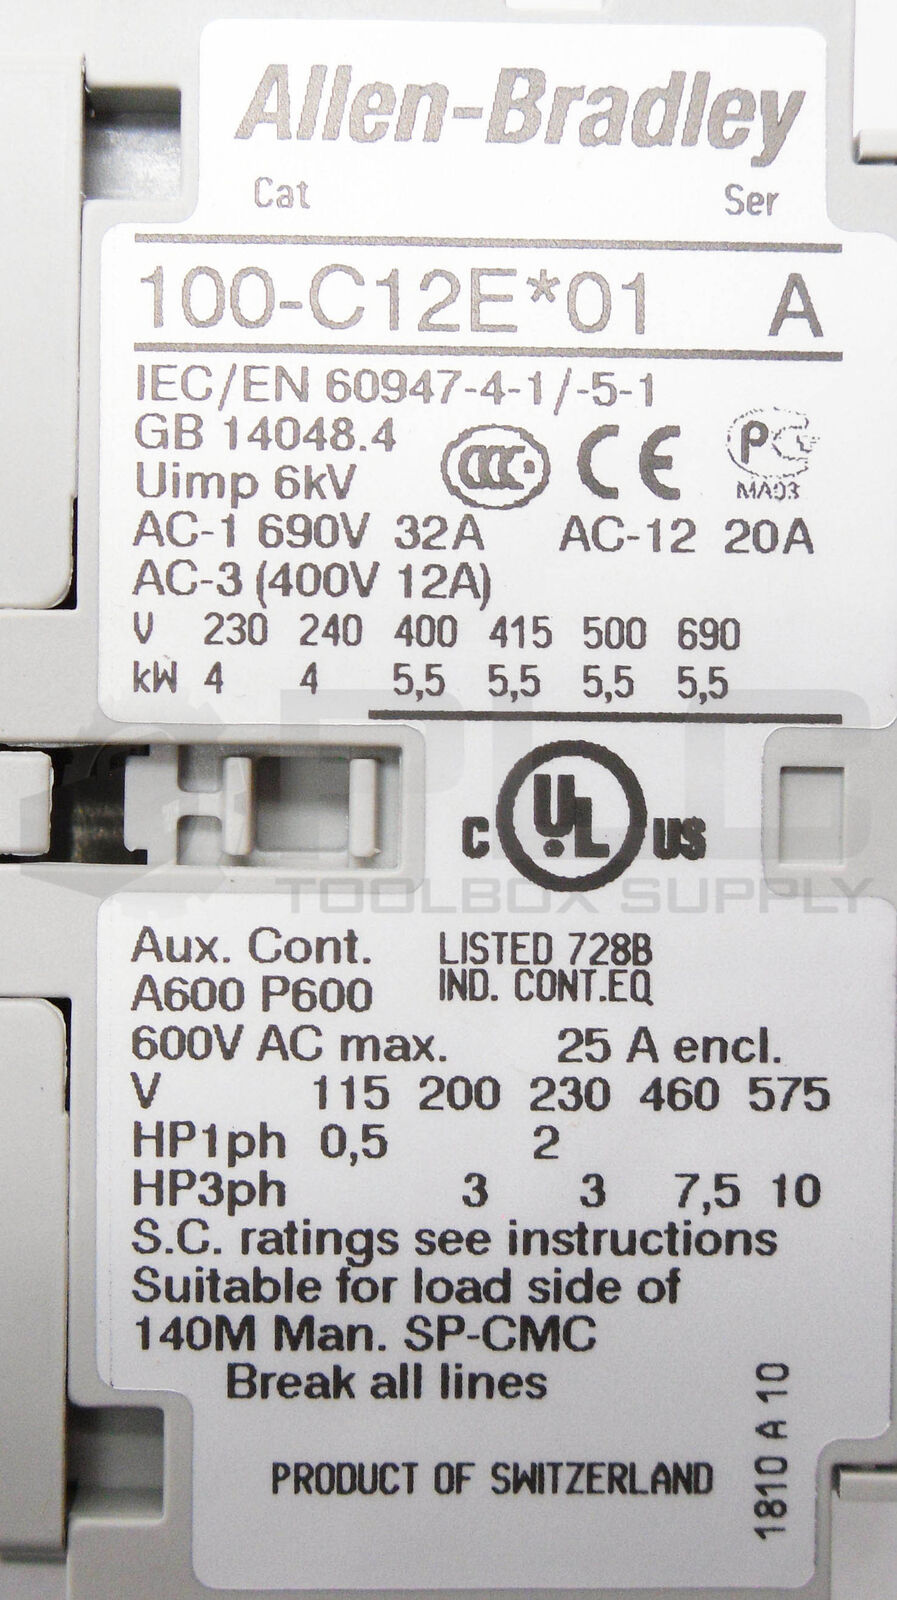 Allen-Bradley
Cat Ser
100-C12E*01 A
IEC/EN 60947-4-1/-5-1
GB 14048.4
CCC CE PC
Uimp 6kV MA03
AC-1 690V 32A AC-12 20A
AC-3 (400V 12A)
V 230 240 400 415 500 690
kW 4 4 5,5 5,5 5,5 5,5
PLC
TOOLBOX SUPPLY
C UL US
Aux. Cont. LISTED 728B
A600 P600 IND. CONT.EQ
600V AC max. 25 A encl.
V 115 200 230 460 575
HP1ph 0,5 2
HP3ph 3 3 7,5 10
S.C. ratings see instructions
Suitable for load side of
140M Man. SP-CMC
Break all lines
1810 A 10
PRODUCT OF SWITZERLAND